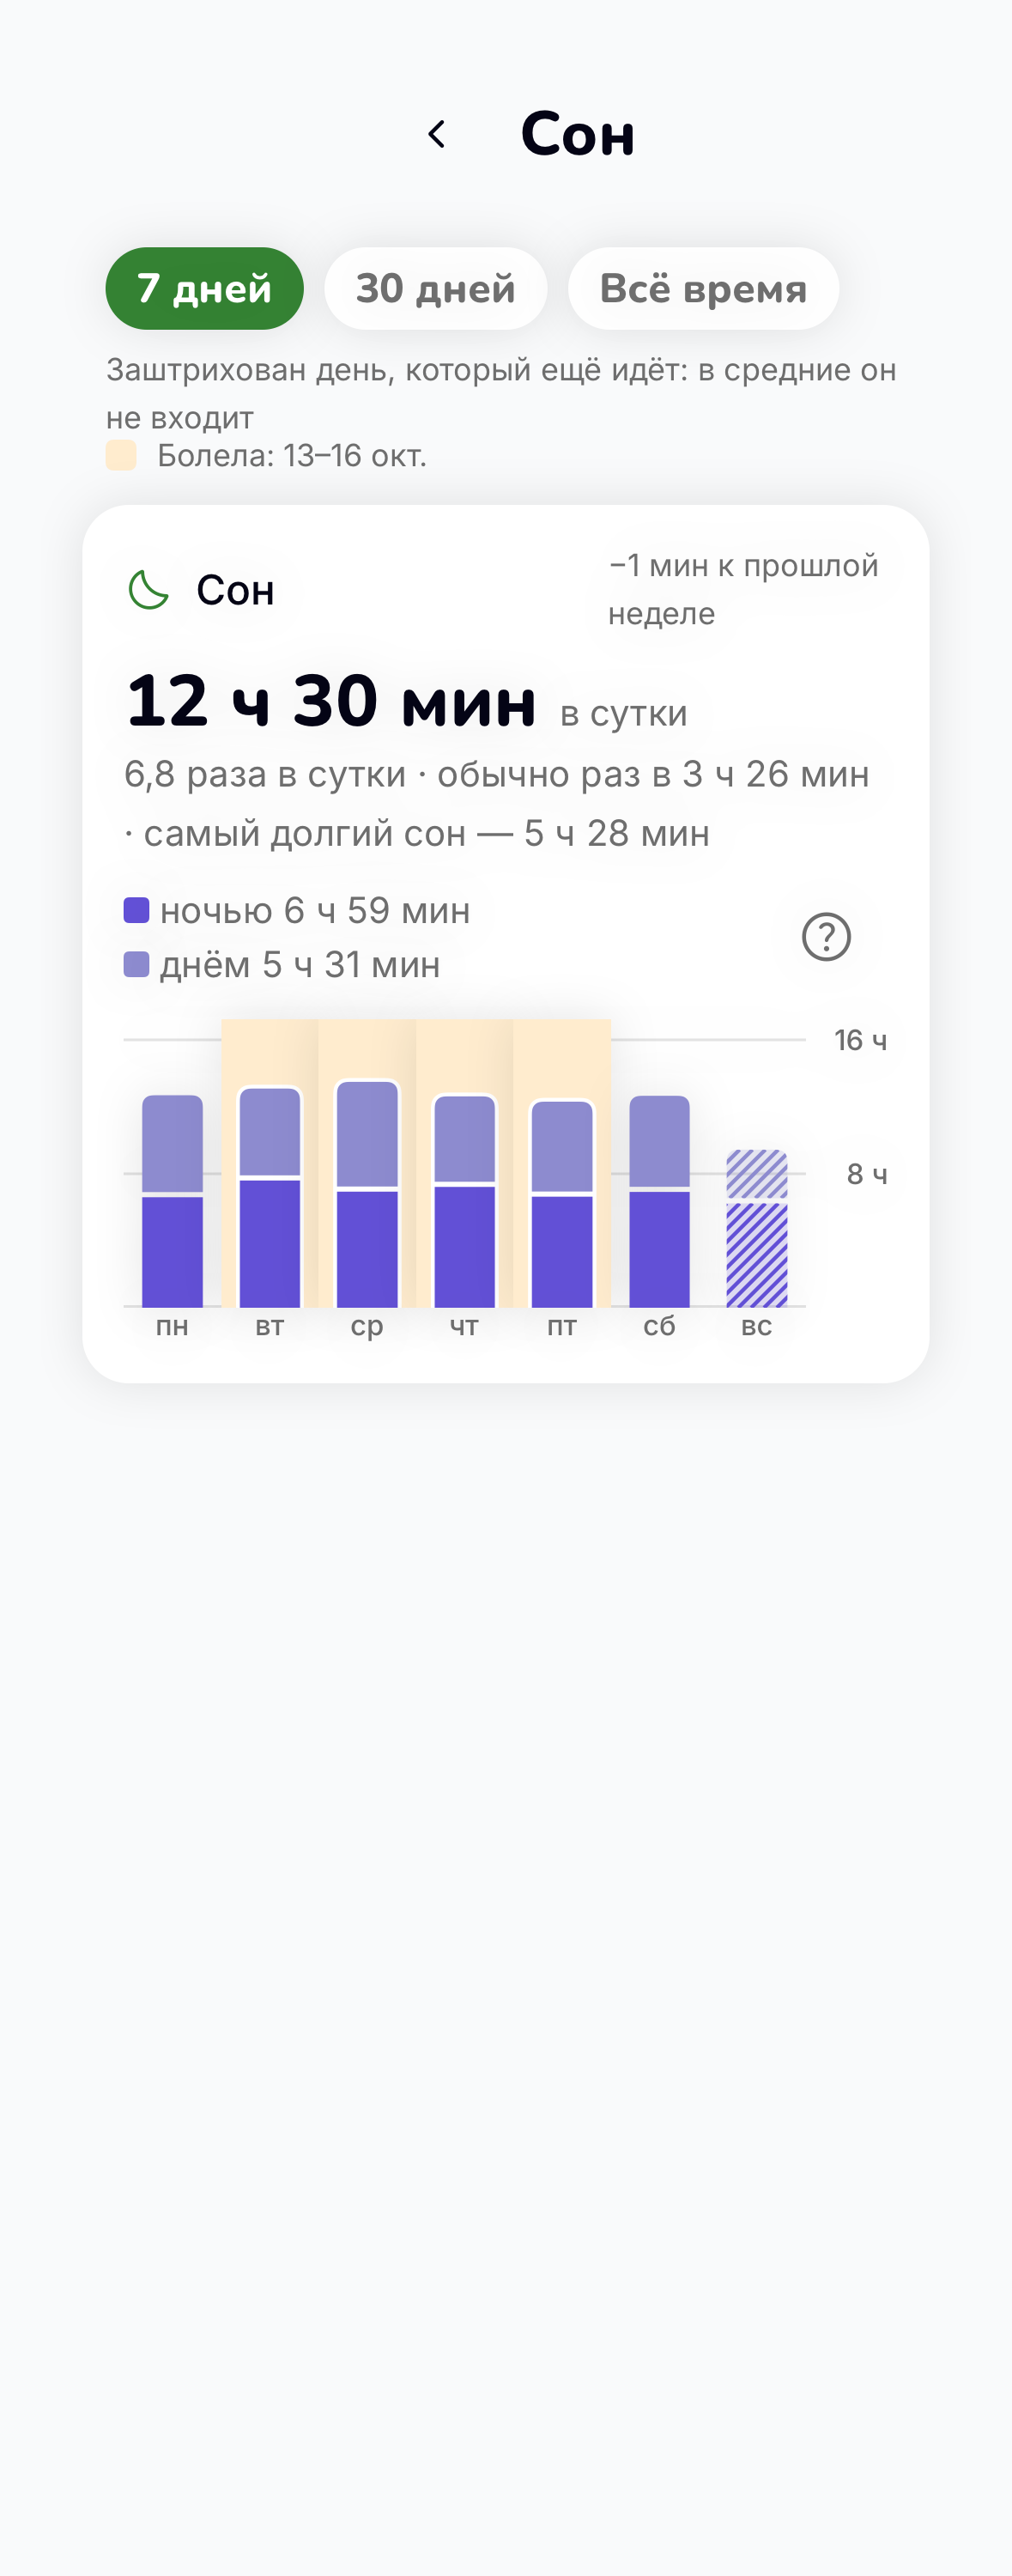 Сон
7 дней
30 дней
Всё время
Заштрихован день, который ещё идёт: в средние он
не входит
Болела: 13–16 окт.
Сон
−1 мин к прошлой
неделе
12 ч 30 мин в сутки
6,8 раза в сутки · обычно раз в 3 ч 26 мин
· самый долгий сон — 5 ч 28 мин
ночью 6 ч 59 мин
днём 5 ч 31 мин
?
16 ч
8 ч
пн вт ср чт пт сб вс